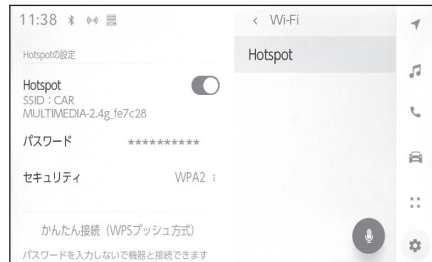 11:38
DCM
Hotspotの設定
Hotspot
SSID：CAR
MULTIMEDIA-2.4g_fe7c28
パスワード **********
セキュリティ WPA2
かんたん接続（WPSプッシュ方式）
パスワードを入力しないで機器と接続できます
< Wi-Fi
Hotspot